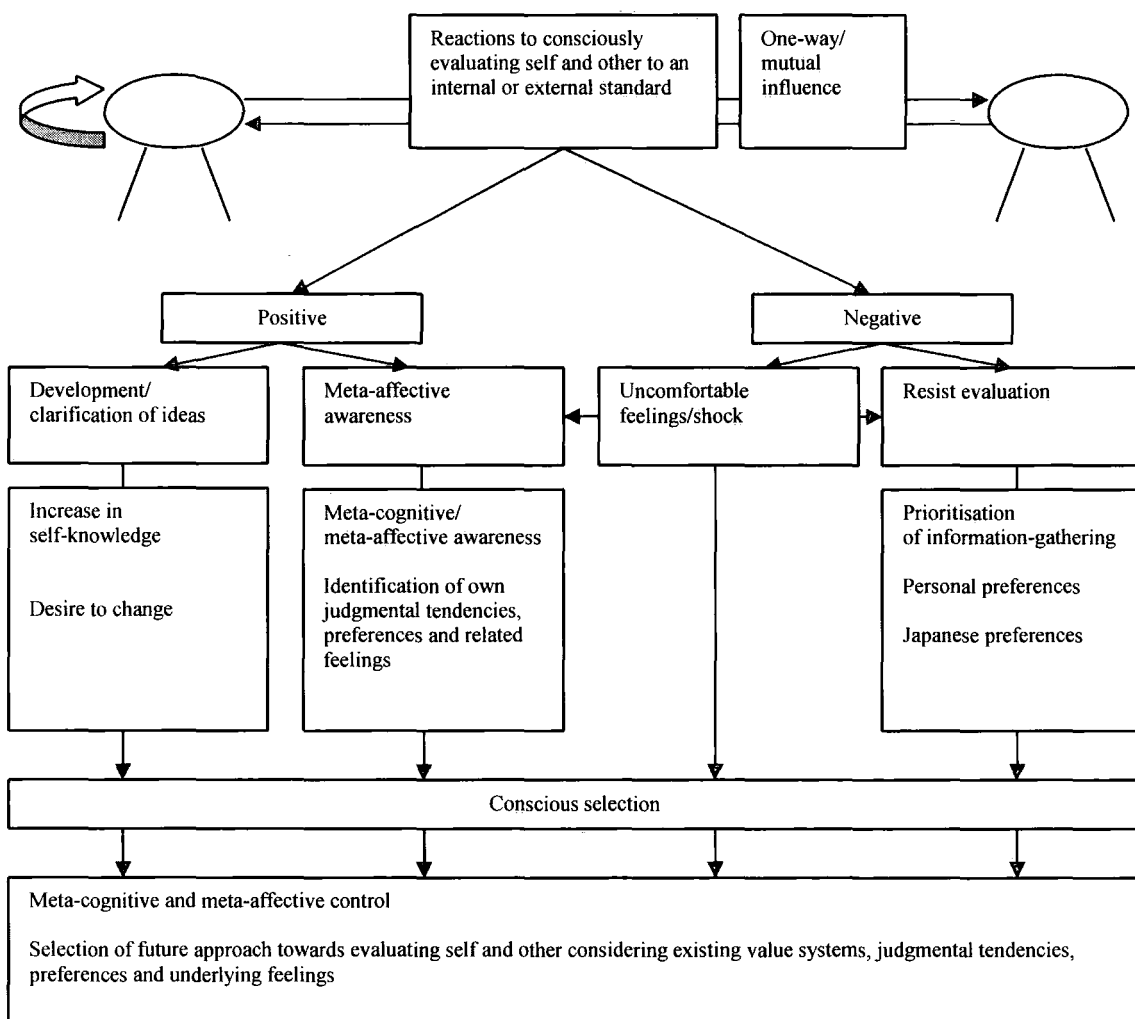 Reactions to consciously
evaluating self and other to an
internal or external standard
One-way/
mutual
influence
Positive
Negative
Development/
clarification of ideas
Meta-affective
awareness
Uncomfortable
feelings/shock
Resist evaluation
Increase in
self-knowledge
Desire to change
Meta-cognitive/
meta-affective awareness
Identification of own
judgmental tendencies,
preferences and related
feelings
Prioritisation
of information-gathering
Personal preferences
Japanese preferences
Conscious selection
Meta-cognitive and meta-affective control
Selection of future approach towards evaluating self and other considering existing value systems, judgmental tendencies,
preferences and underlying feelings